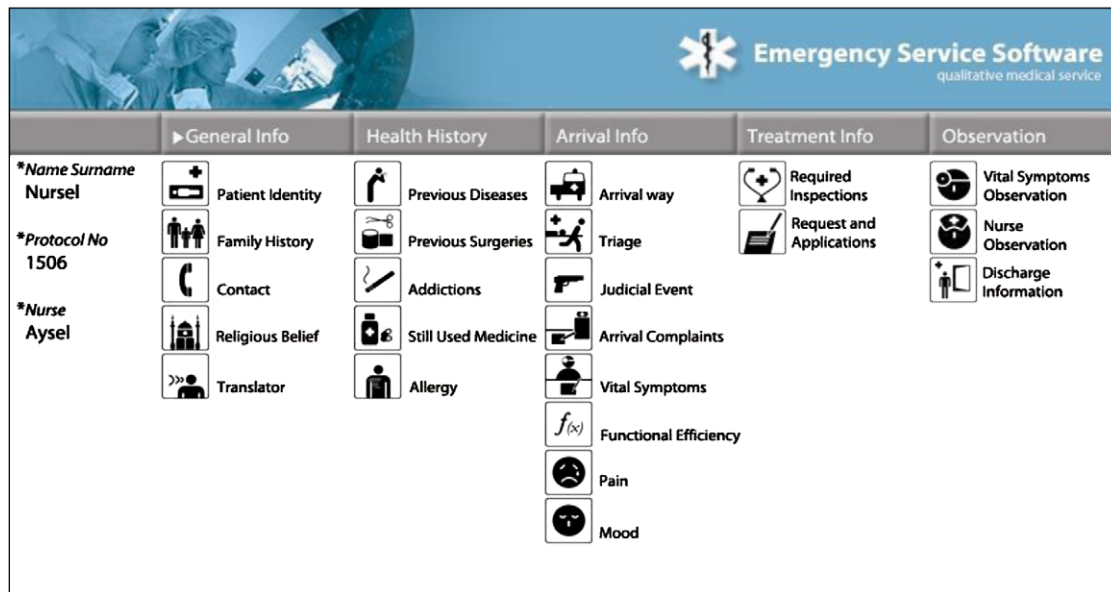 Emergency Service Software
qualitative medical service
▶General Info Health History Arrival Info Treatment Info Observation
*Name Surname
Nursel
*Protocol No
1506
*Nurse
Aysel
Patient Identity
Family History
Contact
Religious Belief
Translator
Previous Diseases
Previous Surgeries
Addictions
Still Used Medicine
Allergy
Arrival way
Triage
Judicial Event
Arrival Complaints
Vital Symptoms
f(x) Functional Efficiency
Pain
Mood
Required
Inspections
Request and
Applications
Vital Symptoms
Observation
Nurse
Observation
Discharge
Information